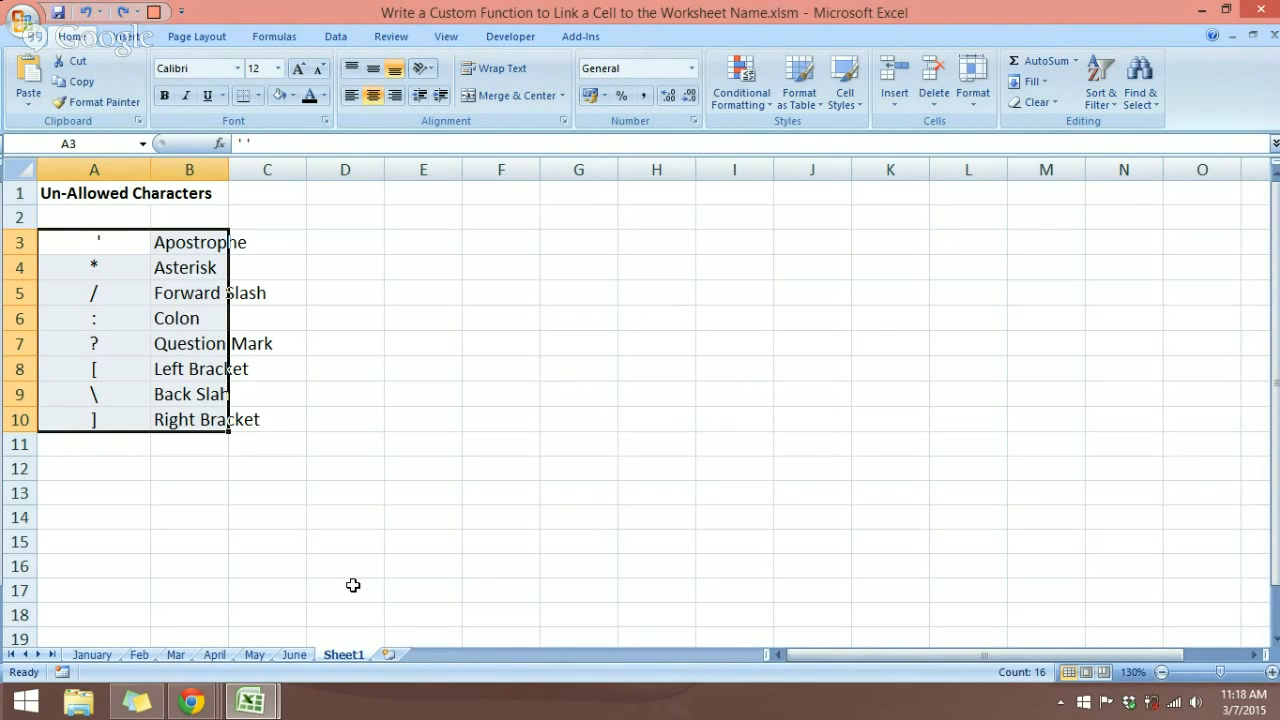 Write a Custom Function to Link a Cell to the Worksheet Name.xlsm - Microsoft Excel
Google
Home Insert Page Layout Formulas Data Review View Developer Add-Ins
Paste
Cut
Copy
Format Painter
Clipboard
Calibri 12
B I U A
Font
Wrap Text
Merge & Center
Alignment
General
% ,
Number
Conditional Formatting
Format as Table
Cell Styles
Styles
Insert Delete Format
Cells
Σ AutoSum
Fill
Clear
Sort & Filter
Find & Select
Editing
A3 fx ' '
A B C D E F G H I J K L M N O
1 Un-Allowed Characters
2
3 ' Apostrophe
4 * Asterisk
5 / Forward Slash
6 : Colon
7 ? Question Mark
8 [ Left Bracket
9 \ Back Slah
10 ] Right Bracket
11
12
13
14
15
16
17
18
19
January Feb Mar April May June Sheet1
Ready Count: 16 130%
11:18 AM
3/7/2015